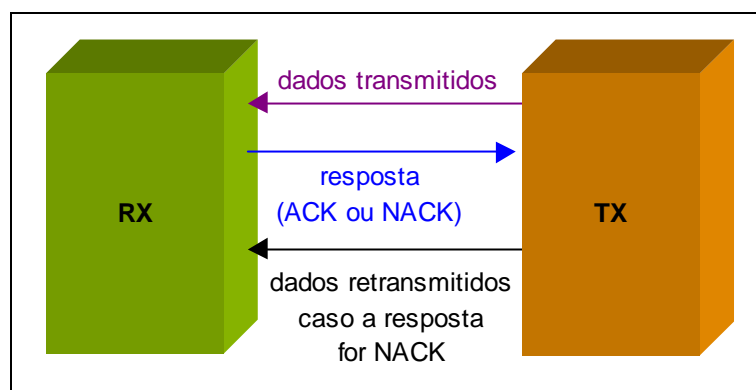 dados transmitidos
resposta
(ACK ou NACK)
RX
TX
dados retransmitidos
caso a resposta
for NACK